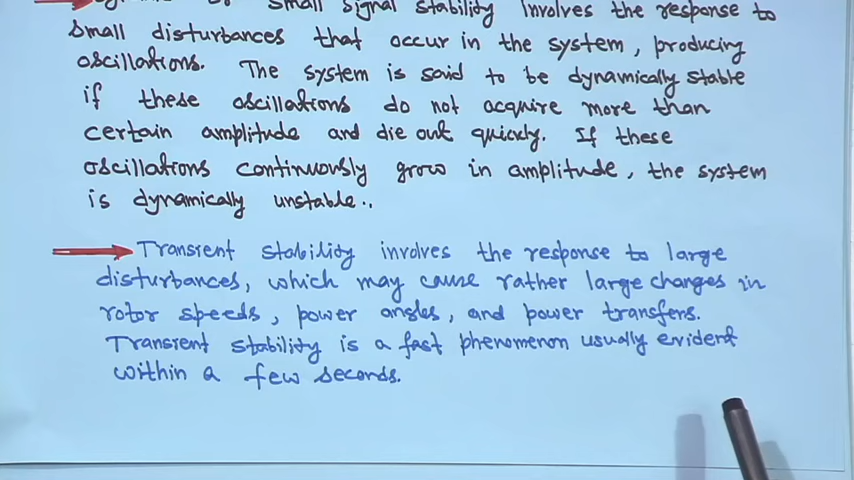 small signal stability involves the response to
small disturbances that occur in the system, producing
oscillations. The system is said to be dynamically stable
if these oscillations do not acquire more than
certain amplitude and die out quickly. If these
oscillations continuously grow in amplitude, the system
is dynamically unstable..
Transient stability involves the response to large
disturbances, which may cause rather large changes in
rotor speeds, power angles, and power transfers.
Transient stability is a fast phenomenon usually evident
within a few seconds.